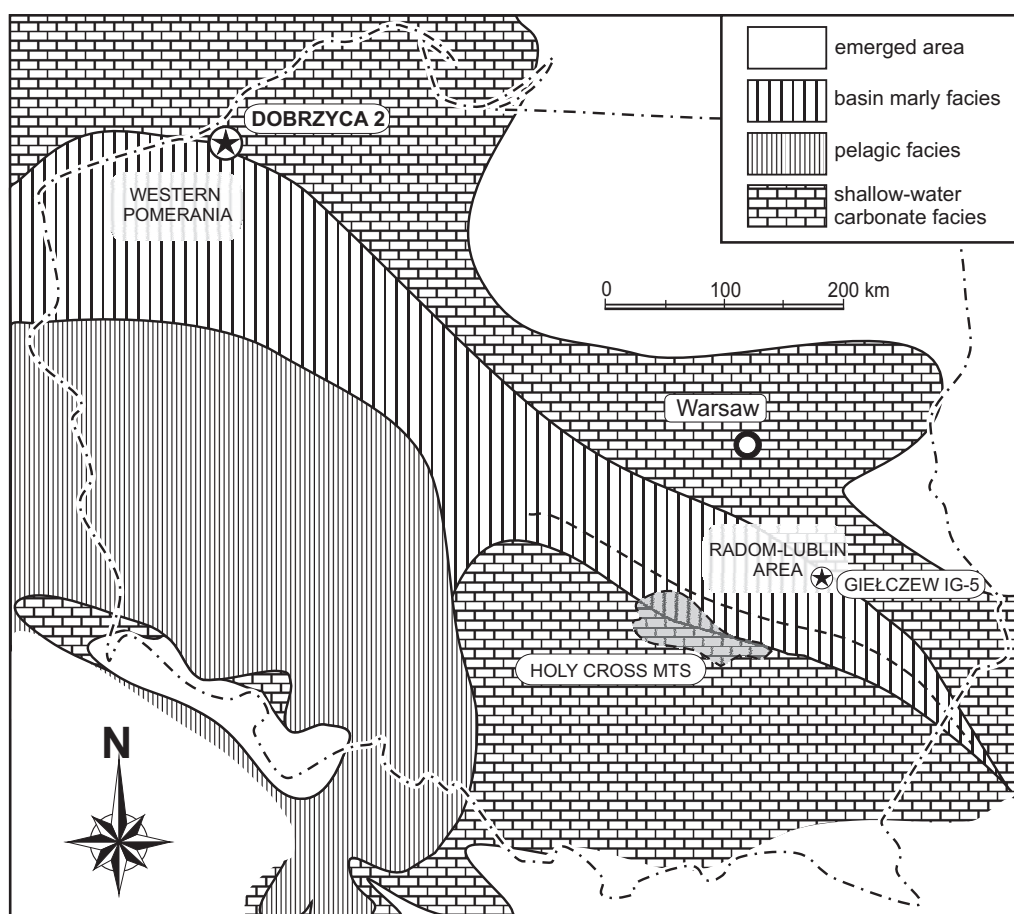 emerged area
basin marly facies
pelagic facies
shallow-water
carbonate facies
DOBRZYCA 2
WESTERN
POMERANIA
0 100 200 km
Warsaw
RADOM-LUBLIN
AREA
GIEŁCZEW IG-5
HOLY CROSS MTS
N